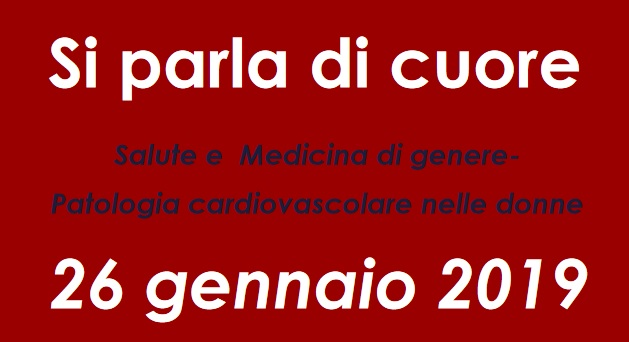 Si parla di cuore
Salute e  Medicina di genere-
Patologia cardiovascolare nelle donne
26 gennaio 2019